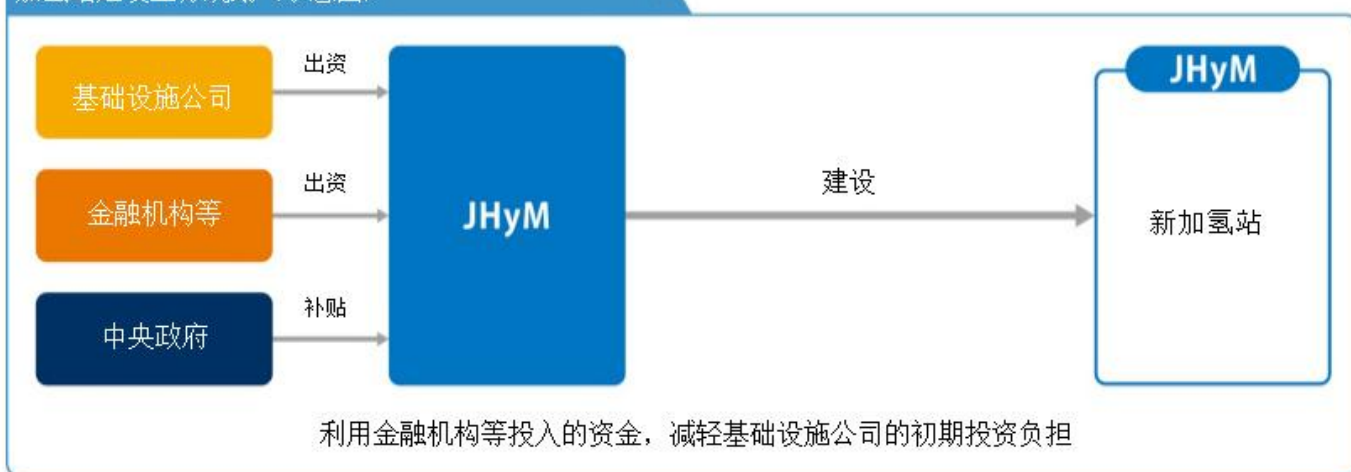 基础设施公司
出资
金融机构等
出资
中央政府
补贴
JHyM
建设
JHyM
新加氢站
利用金融机构等投入的资金，减轻基础设施公司的初期投资负担